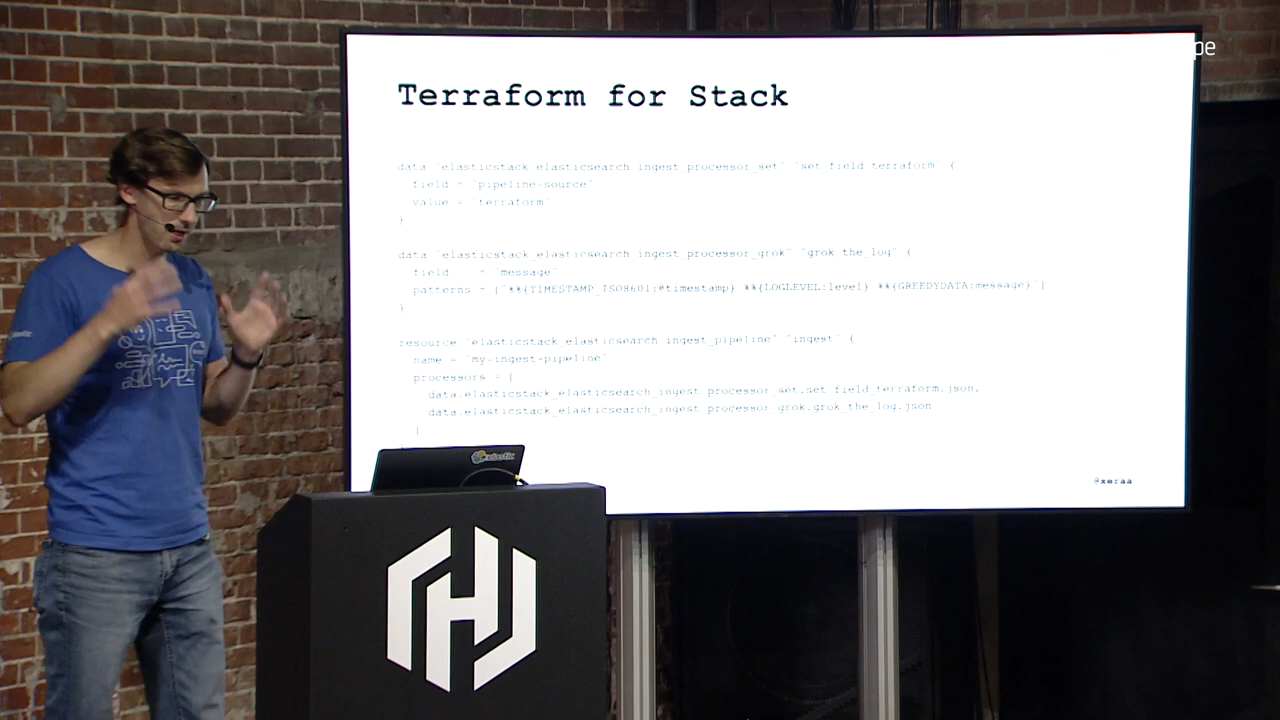 pe
Terraform for Stack
data "elasticstack_elasticsearch_ingest_processor_set" "set_field_terraform" {
field = "pipeline-source"
value = "terraform"
}
data "elasticstack_elasticsearch_ingest_processor_grok" "grok_the_log" {
field = "message"
patterns = ["%%{TIMESTAMP_ISO8601:@timestamp} %%{LOGLEVEL:level} %%{GREEDYDATA:message}"]
}
resource "elasticstack_elasticsearch_ingest_pipeline" "ingest" {
name = "my-ingest-pipeline"
processors = [
data.elasticstack_elasticsearch_ingest_processor_set.set_field_terraform.json,
data.elasticstack_elasticsearch_ingest_processor_grok.grok_the_log.json
]
@xeraa
elastic